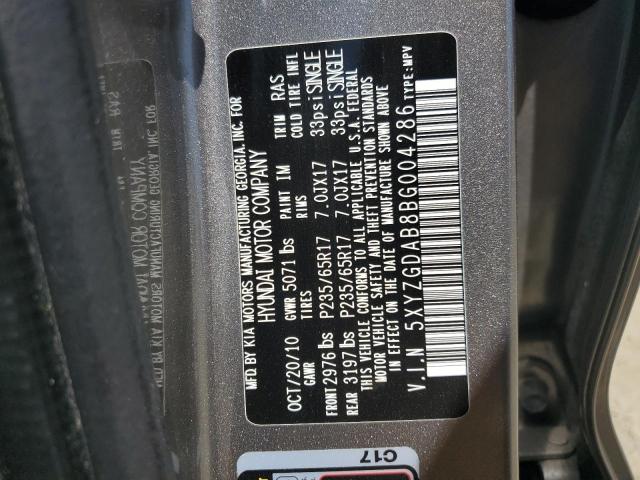 MFD BY KIA MOTORS MANUFACTURING GEORGIA, INC. FOR
HYUNDAI MOTOR COMPANY
OCT/20/10 GVWR 5071 lbs PAINT IM TRIM RAS
GAWR TIRES RIMS COLD TIRE INFL
FRONT 2976 lbs P235/65R17 7.0JX17 33psi SINGLE
REAR 3197 lbs P235/65R17 7.0JX17 33psi SINGLE
THIS VEHICLE CONFORMS TO ALL APPLICABLE U.S.A. FEDERAL
MOTOR VEHICLE SAFETY AND THEFT PREVENTION STANDARDS
IN EFFECT ON THE DATE OF MANUFACTURE SHOWN ABOVE.
V.I.N 5XYZGDAB8BG004286 TYPE:MPV
C17